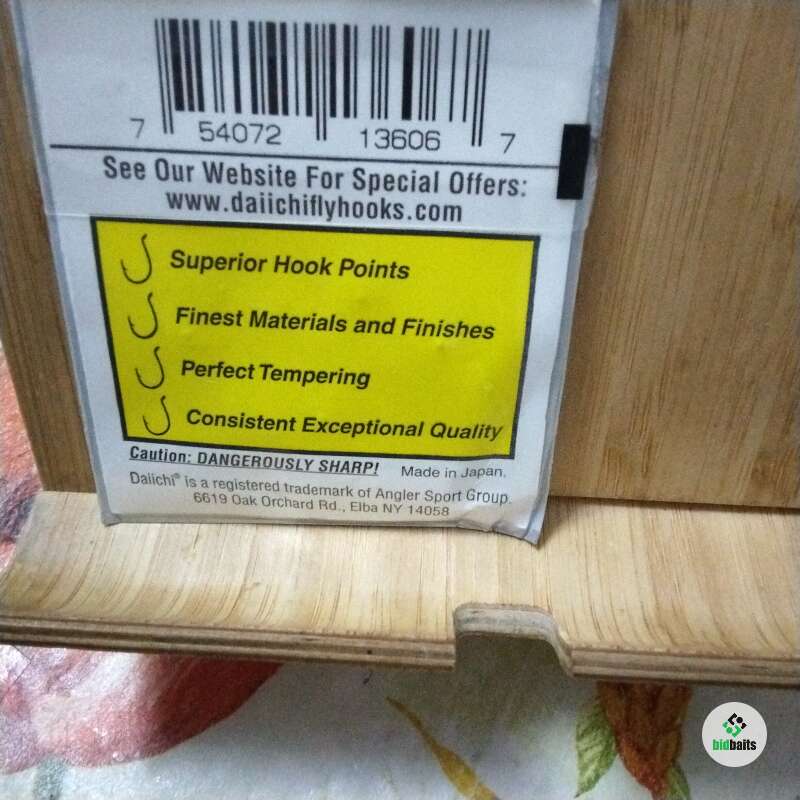 7 54072 13606 7
See Our Website For Special Offers:
www.daiichiflyhooks.com
Superior Hook Points
Finest Materials and Finishes
Perfect Tempering
Consistent Exceptional Quality
Caution: DANGEROUSLY SHARP! Made in Japan.
Daiichi® is a registered trademark of Angler Sport Group.
6619 Oak Orchard Rd., Elba NY 14058
bidbaits